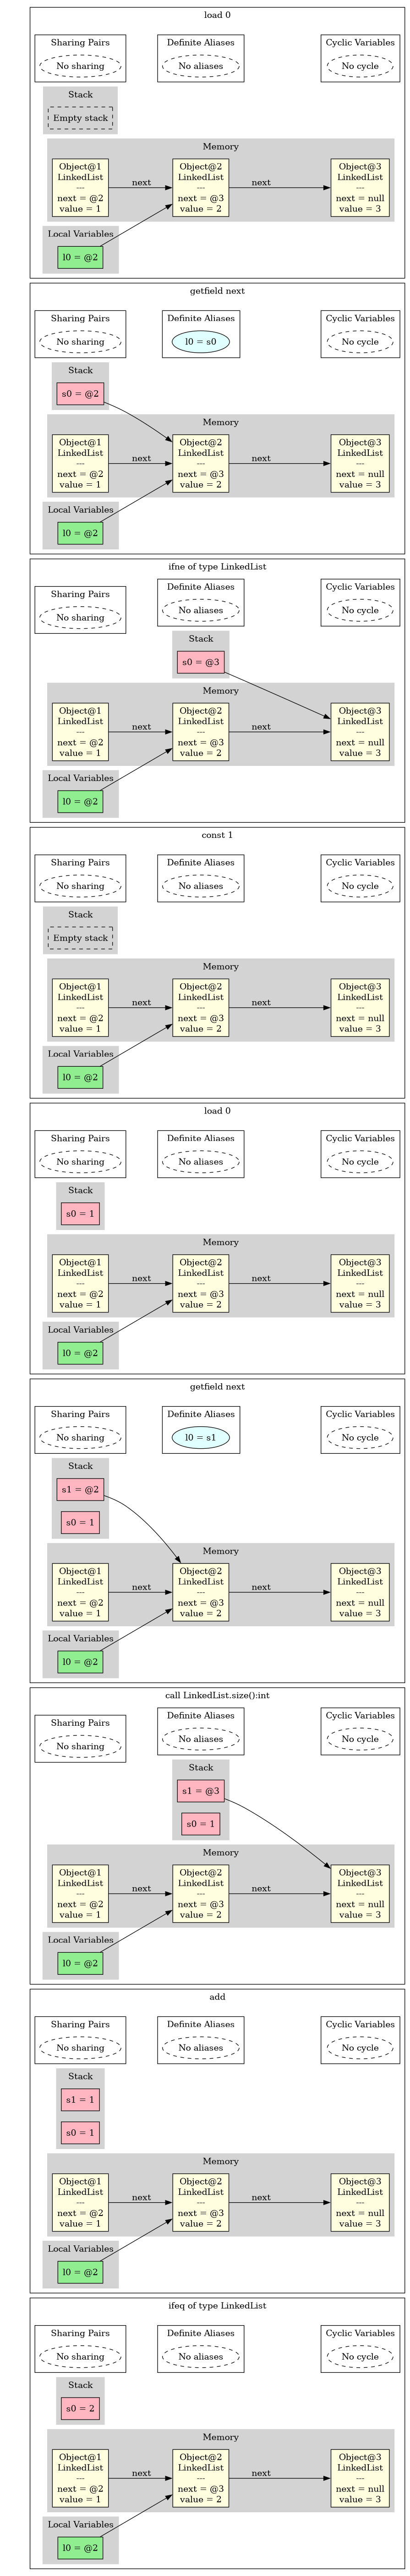 load 0
Sharing Pairs
No sharing
Definite Aliases
No aliases
Cyclic Variables
No cycle
Stack
Empty stack
Memory
Object@1
LinkedList
---
next = @2
value = 1
next
Object@2
LinkedList
---
next = @3
value = 2
next
Object@3
LinkedList
---
next = null
value = 3
Local Variables
l0 = @2
getfield next
Sharing Pairs
No sharing
Definite Aliases
l0 = s0
Cyclic Variables
No cycle
Stack
s0 = @2
Memory
Object@1
LinkedList
---
next = @2
value = 1
next
Object@2
LinkedList
---
next = @3
value = 2
next
Object@3
LinkedList
---
next = null
value = 3
Local Variables
l0 = @2
ifne of type LinkedList
Sharing Pairs
No sharing
Definite Aliases
No aliases
Cyclic Variables
No cycle
Stack
s0 = @3
Memory
Object@1
LinkedList
---
next = @2
value = 1
next
Object@2
LinkedList
---
next = @3
value = 2
next
Object@3
LinkedList
---
next = null
value = 3
Local Variables
l0 = @2
const 1
Sharing Pairs
No sharing
Definite Aliases
No aliases
Cyclic Variables
No cycle
Stack
Empty stack
Memory
Object@1
LinkedList
---
next = @2
value = 1
next
Object@2
LinkedList
---
next = @3
value = 2
next
Object@3
LinkedList
---
next = null
value = 3
Local Variables
l0 = @2
load 0
Sharing Pairs
No sharing
Definite Aliases
No aliases
Cyclic Variables
No cycle
Stack
s0 = 1
Memory
Object@1
LinkedList
---
next = @2
value = 1
next
Object@2
LinkedList
---
next = @3
value = 2
next
Object@3
LinkedList
---
next = null
value = 3
Local Variables
l0 = @2
getfield next
Sharing Pairs
No sharing
Definite Aliases
l0 = s1
Cyclic Variables
No cycle
Stack
s1 = @2
s0 = 1
Memory
Object@1
LinkedList
---
next = @2
value = 1
next
Object@2
LinkedList
---
next = @3
value = 2
next
Object@3
LinkedList
---
next = null
value = 3
Local Variables
l0 = @2
call LinkedList.size():int
Sharing Pairs
No sharing
Definite Aliases
No aliases
Cyclic Variables
No cycle
Stack
s1 = @3
s0 = 1
Memory
Object@1
LinkedList
---
next = @2
value = 1
next
Object@2
LinkedList
---
next = @3
value = 2
next
Object@3
LinkedList
---
next = null
value = 3
Local Variables
l0 = @2
add
Sharing Pairs
No sharing
Definite Aliases
No aliases
Cyclic Variables
No cycle
Stack
s1 = 1
s0 = 1
Memory
Object@1
LinkedList
---
next = @2
value = 1
next
Object@2
LinkedList
---
next = @3
value = 2
next
Object@3
LinkedList
---
next = null
value = 3
Local Variables
l0 = @2
ifeq of type LinkedList
Sharing Pairs
No sharing
Definite Aliases
No aliases
Cyclic Variables
No cycle
Stack
s0 = 2
Memory
Object@1
LinkedList
---
next = @2
value = 1
next
Object@2
LinkedList
---
next = @3
value = 2
next
Object@3
LinkedList
---
next = null
value = 3
Local Variables
l0 = @2